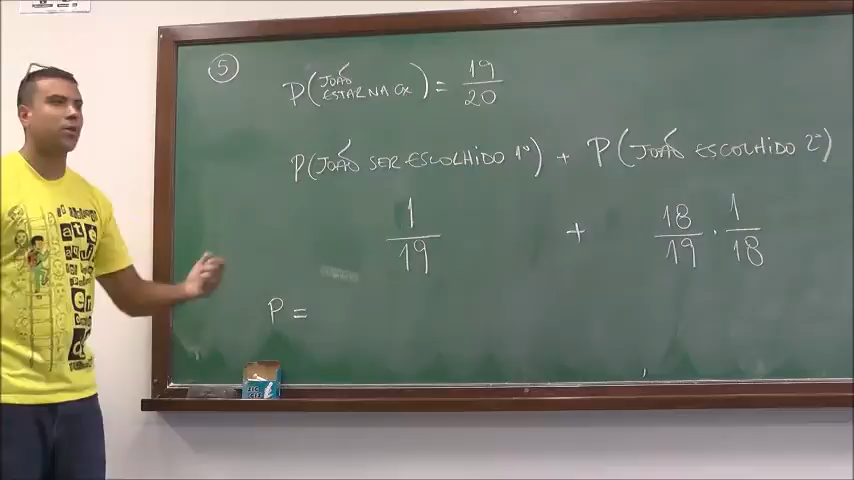 5
P(JOÃO ESTAR NA Cx) = 19/20
P(JOÃO SER ESCOLHIDO 1º) + P(JOÃO ESCOLHIDO 2º)
1/19 + 18/19 · 1/18
P =